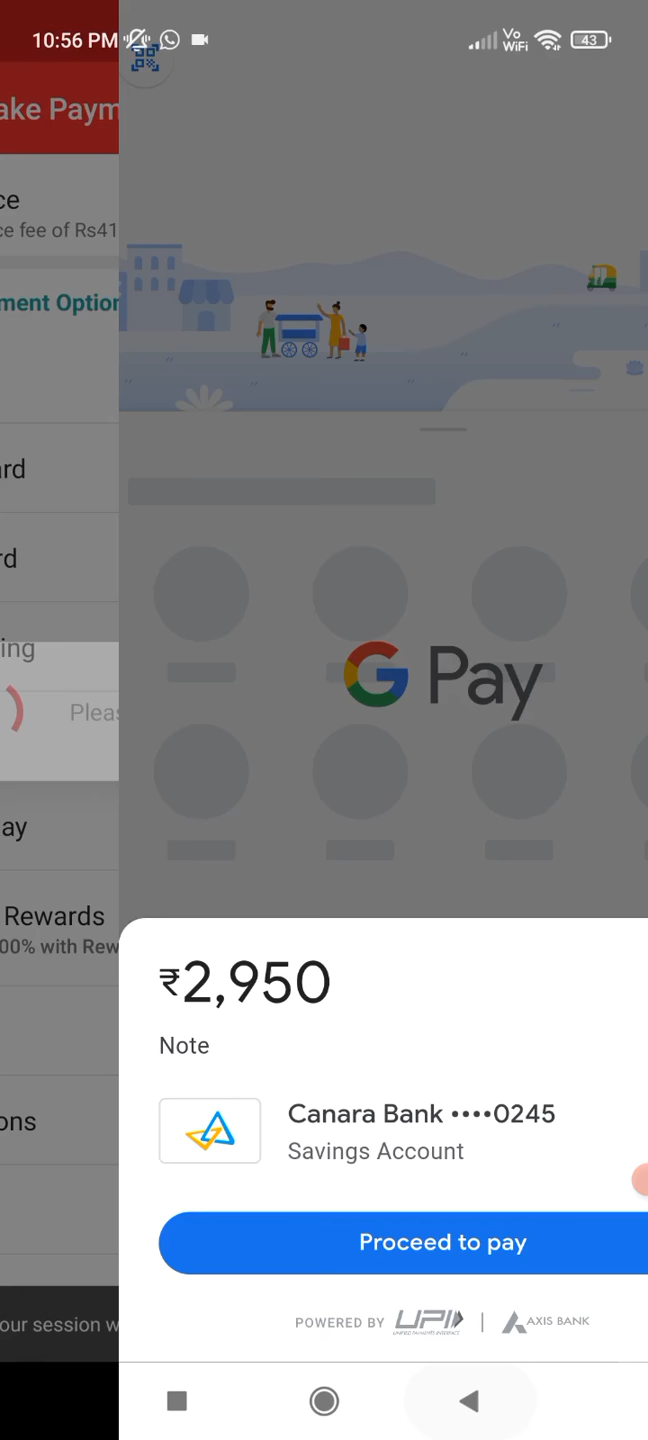 10:56 PM
Vo
WiFi
43
ake Paym
ce
ce fee of Rs41
ment Option
ard
rd
ing
Pleas
G Pay
ay
Rewards
00% with Rew
ons
our session w
₹2,950
Note
Canara Bank ••••0245
Savings Account
Proceed to pay
POWERED BY UPI | AXIS BANK
UNIFIED PAYMENTS INTERFACE